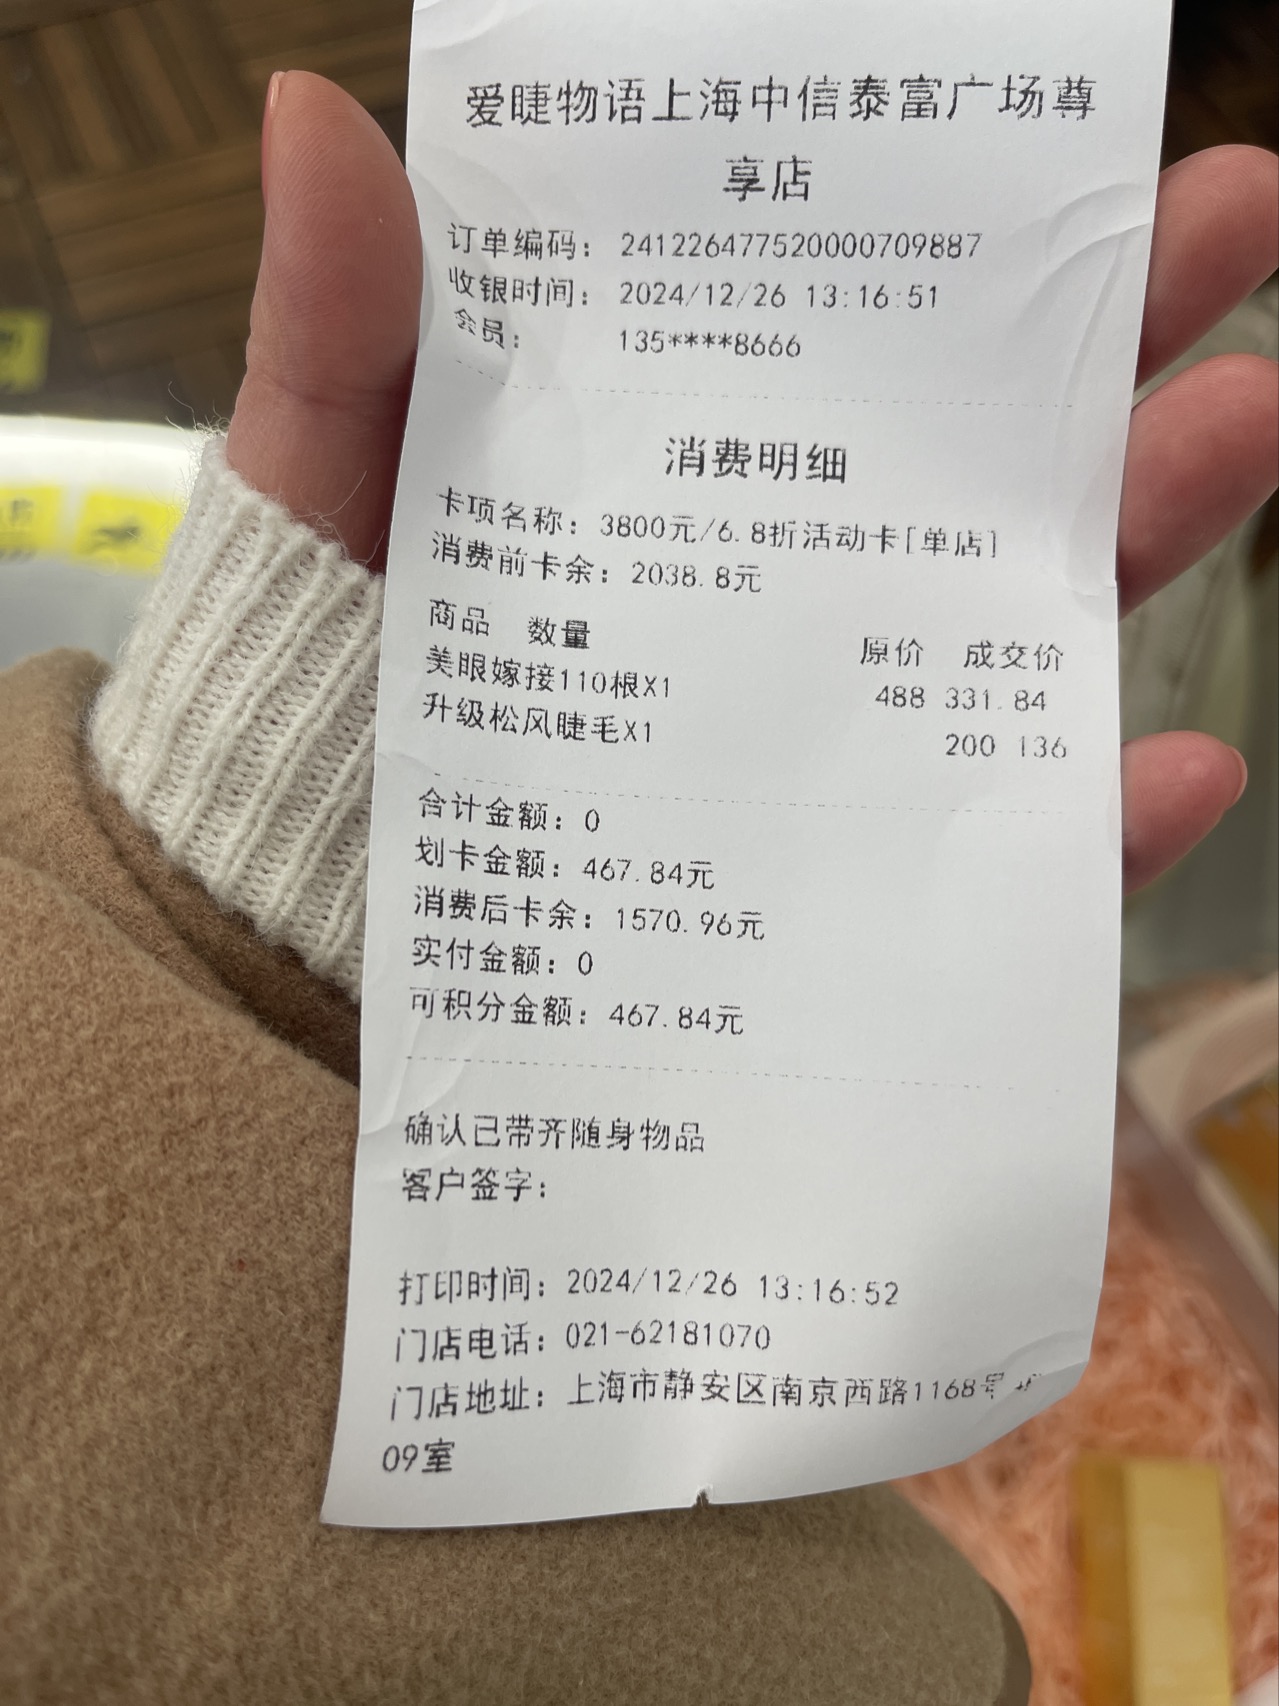 爱睫物语上海中信泰富广场尊
享店
订单编码： 241226477520000709887
收银时间： 2024/12/26 13:16:51
会员： 135****8666
消费明细
卡项名称：3800元/6.8折活动卡[单店]
消费前卡余：2038.8元
商品 数量 原价 成交价
美眼嫁接110根X1 488 331.84
升级松风睫毛X1 200 136
合计金额：0
划卡金额：467.84元
消费后卡余：1570.96元
实付金额：0
可积分金额：467.84元
确认已带齐随身物品
客户签字：
打印时间：2024/12/26 13:16:52
门店电话：021-62181070
门店地址：上海市静安区南京西路1168号
09室